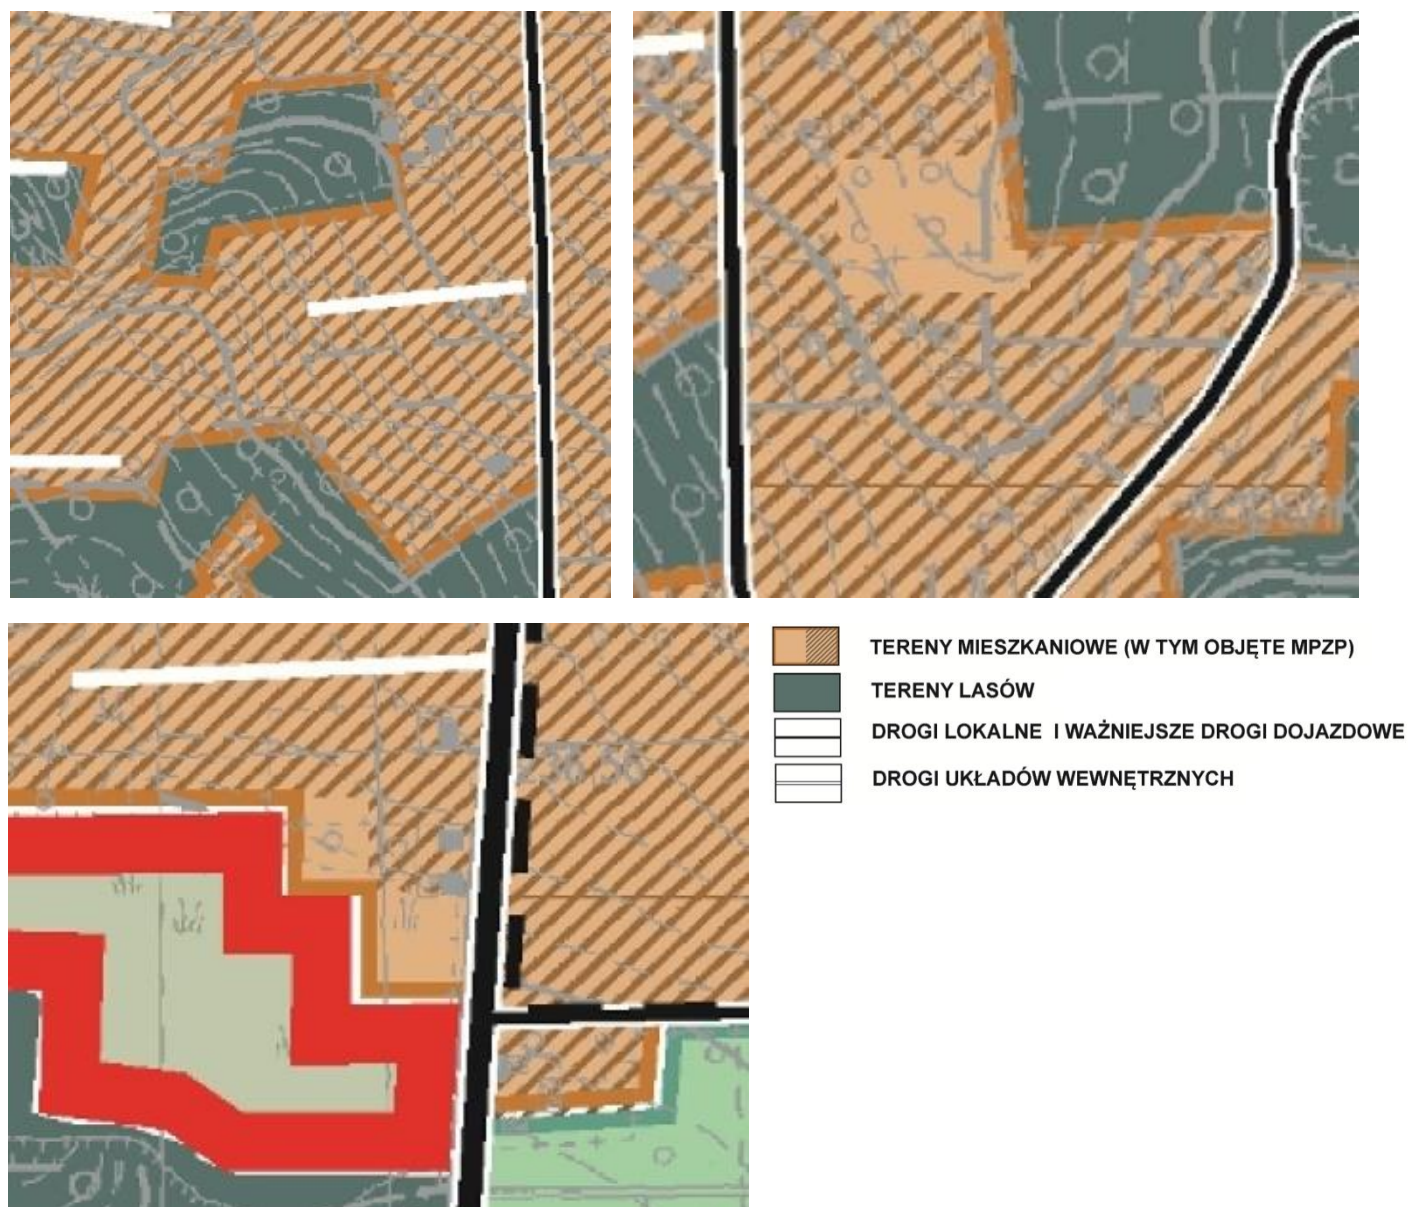 TERENY MIESZKANIOWE (W TYM OBJĘTE MPZP)
TERENY LASÓW
DROGI LOKALNE I WAŻNIEJSZE DROGI DOJAZDOWE
DROGI UKŁADÓW WEWNĘTRZNYCH